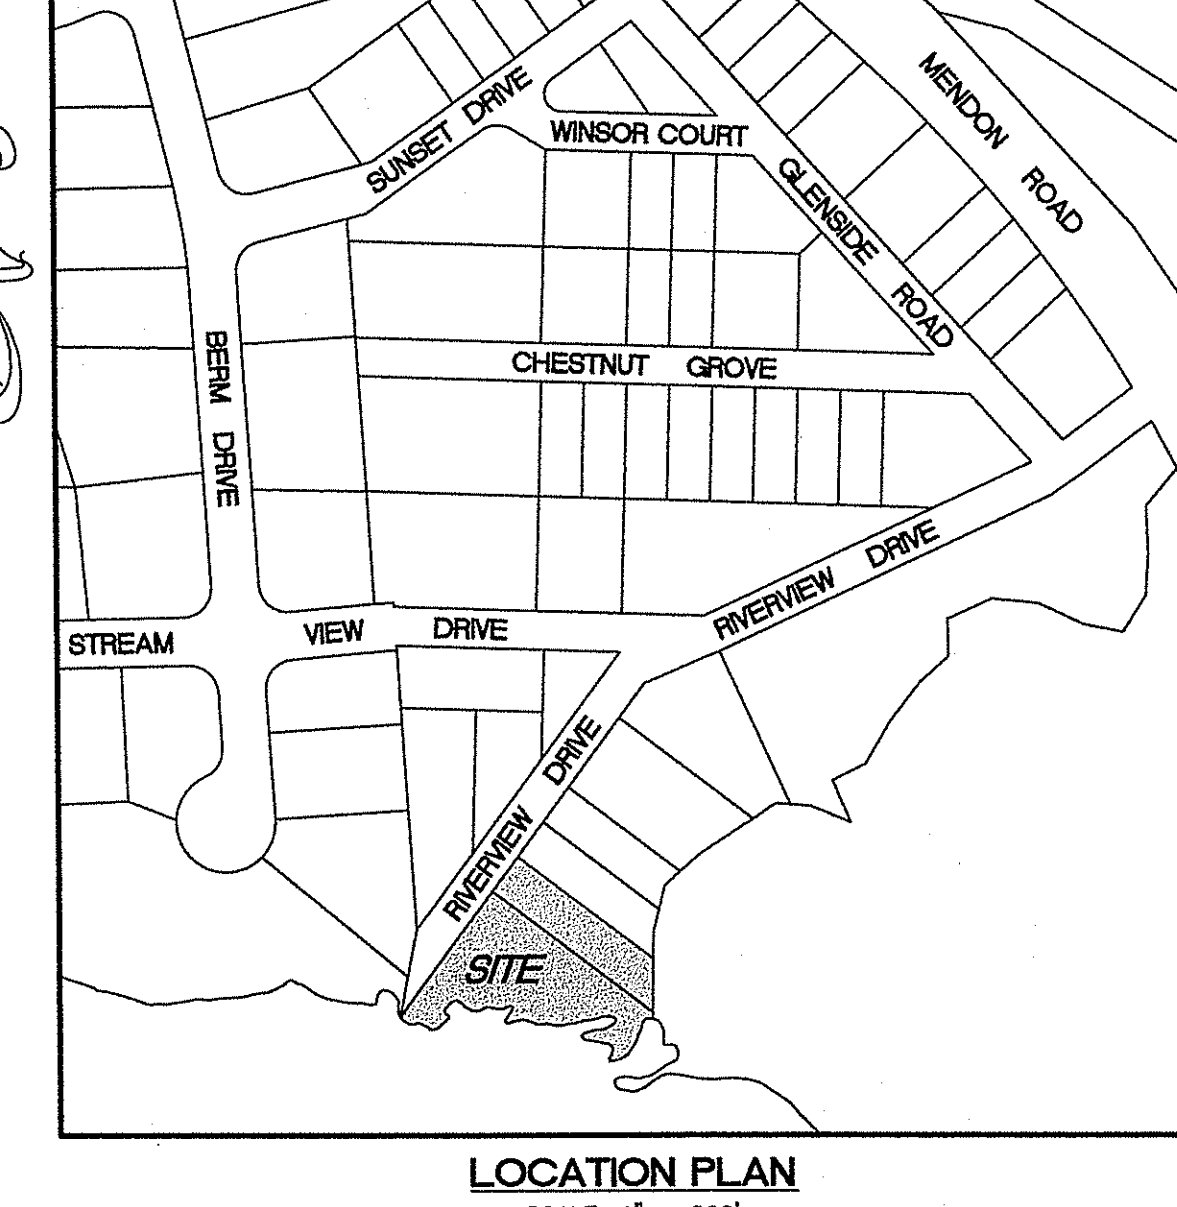 MENDON ROAD
SUNSET DRIVE
WINSOR COURT
GLENSIDE ROAD
BERM DRIVE
CHESTNUT GROVE
RIVERVIEW DRIVE
STREAM VIEW DRIVE
RIVERVIEW DRIVE
SITE
LOCATION PLAN